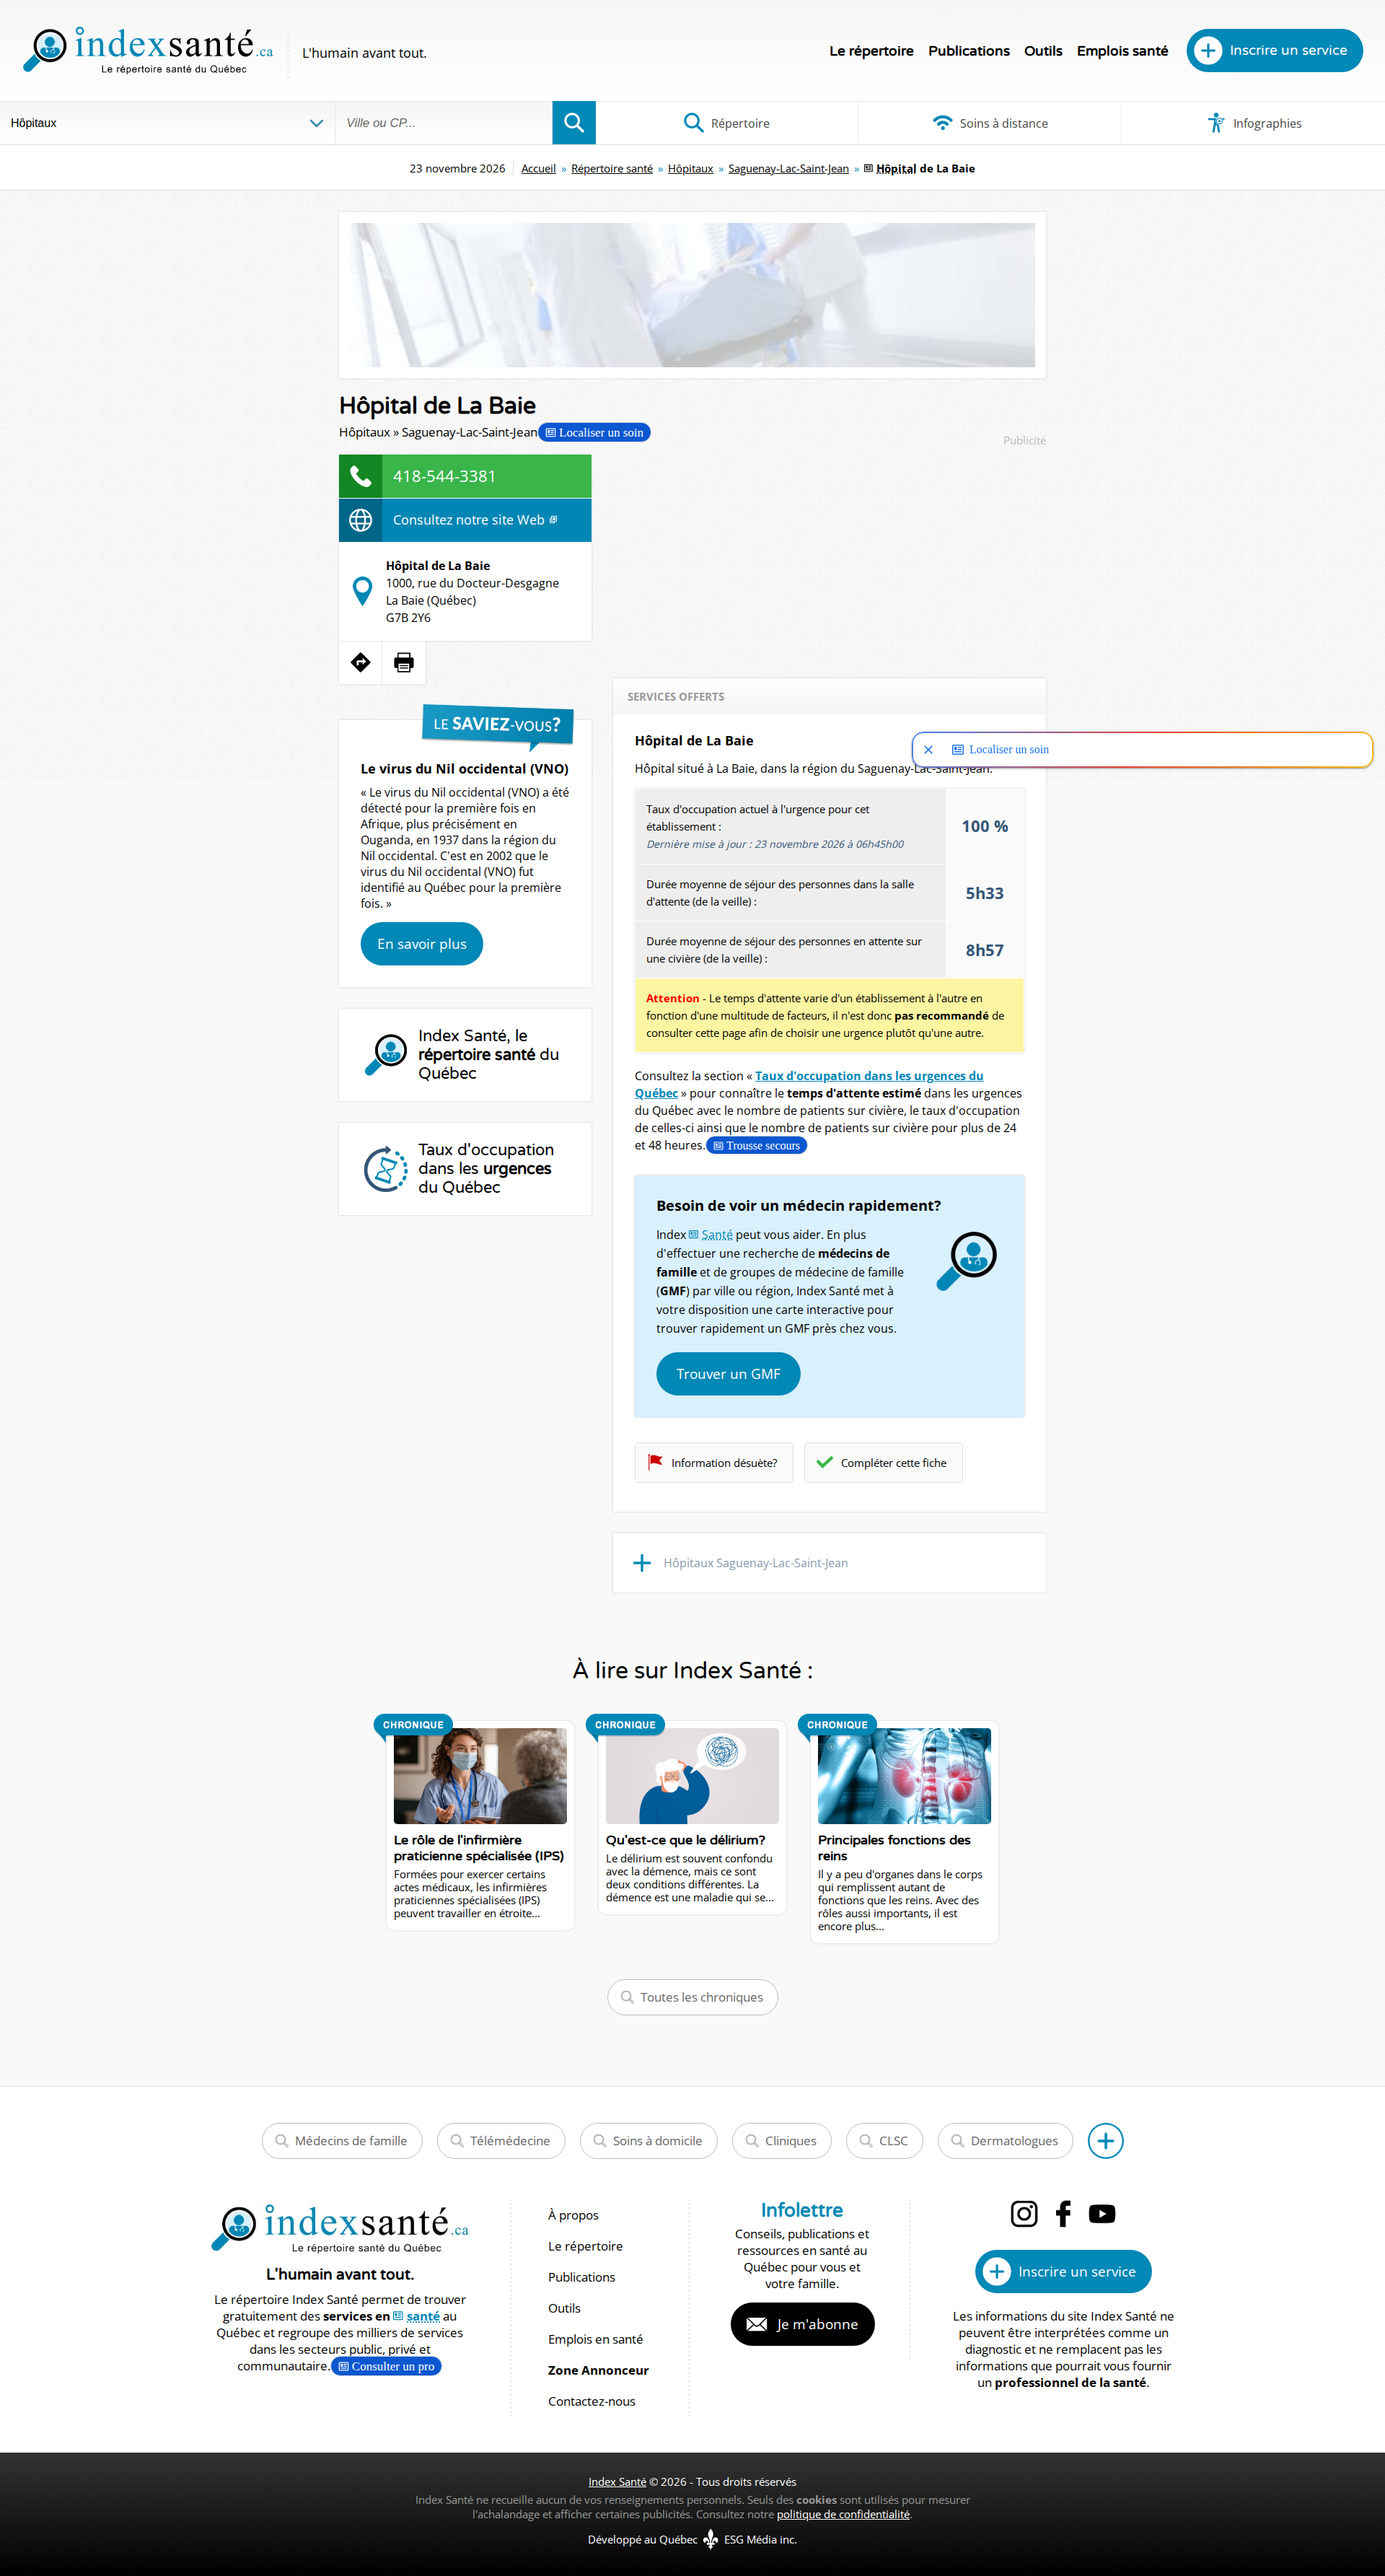 indexsanté.ca
Le répertoire santé du Québec
L'humain avant tout.
Le répertoire
Publications
Outils
Emplois santé
Inscrire un service
Hôpitaux
Ville ou CP...
Répertoire
Soins à distance
Infographies
23 novembre 2026
Accueil » Répertoire santé » Hôpitaux » Saguenay-Lac-Saint-Jean » Hôpital de La Baie
Hôpital de La Baie
Hôpitaux » Saguenay-Lac-Saint-Jean Localiser un soin
Publicité
418-544-3381
Consultez notre site Web
Hôpital de La Baie
1000, rue du Docteur-Desgagne
La Baie (Québec)
G7B 2Y6
LE SAVIEZ-VOUS?
Le virus du Nil occidental (VNO)
« Le virus du Nil occidental (VNO) a été
détecté pour la première fois en
Afrique, plus précisément en
Ouganda, en 1937 dans la région du
Nil occidental. C'est en 2002 que le
virus du Nil occidental (VNO) fut
identifié au Québec pour la première
fois. »
En savoir plus
Index Santé, le
répertoire santé du
Québec
Taux d'occupation
dans les urgences
du Québec
SERVICES OFFERTS
Hôpital de La Baie
Localiser un soin
Hôpital situé à La Baie, dans la région du Saguenay-Lac-Saint-Jean.
Taux d'occupation actuel à l'urgence pour cet
établissement :
Dernière mise à jour : 23 novembre 2026 à 06h45h00
100 %
Durée moyenne de séjour des personnes dans la salle
d'attente (de la veille) :
5h33
Durée moyenne de séjour des personnes en attente sur
une civière (de la veille) :
8h57
Attention - Le temps d'attente varie d'un établissement à l'autre en
fonction d'une multitude de facteurs, il n'est donc pas recommandé de
consulter cette page afin de choisir une urgence plutôt qu'une autre.
Consultez la section « Taux d'occupation dans les urgences du
Québec » pour connaître le temps d'attente estimé dans les urgences
du Québec avec le nombre de patients sur civière, le taux d'occupation
de celles-ci ainsi que le nombre de patients sur civière pour plus de 24
et 48 heures. Trousse secours
Besoin de voir un médecin rapidement?
Index Santé peut vous aider. En plus
d'effectuer une recherche de médecins de
famille et de groupes de médecine de famille
(GMF) par ville ou région, Index Santé met à
votre disposition une carte interactive pour
trouver rapidement un GMF près chez vous.
Trouver un GMF
Information désuète?
Compléter cette fiche
Hôpitaux Saguenay-Lac-Saint-Jean
À lire sur Index Santé :
CHRONIQUE
Le rôle de l'infirmière
praticienne spécialisée (IPS)
Formées pour exercer certains
actes médicaux, les infirmières
praticiennes spécialisées (IPS)
peuvent travailler en étroite...
CHRONIQUE
Qu'est-ce que le délirium?
Le délirium est souvent confondu
avec la démence, mais ce sont
deux conditions différentes. La
démence est une maladie qui se...
CHRONIQUE
Principales fonctions des
reins
Il y a peu d'organes dans le corps
qui remplissent autant de
fonctions que les reins. Avec des
rôles aussi importants, il est
encore plus...
Toutes les chroniques
Médecins de famille
Télémédecine
Soins à domicile
Cliniques
CLSC
Dermatologues
indexsanté.ca
Le répertoire santé du Québec
L'humain avant tout.
Le répertoire Index Santé permet de trouver
gratuitement des services en santé au
Québec et regroupe des milliers de services
dans les secteurs public, privé et
communautaire. Consulter un pro
À propos
Le répertoire
Publications
Outils
Emplois en santé
Zone Annonceur
Contactez-nous
Infolettre
Conseils, publications et
ressources en santé au
Québec pour vous et
votre famille.
Je m'abonne
Inscrire un service
Les informations du site Index Santé ne
peuvent être interprétées comme un
diagnostic et ne remplacent pas les
informations que pourrait vous fournir
un professionnel de la santé.
Index Santé © 2026 - Tous droits réservés
Index Santé ne recueille aucun de vos renseignements personnels. Seuls des cookies sont utilisés pour mesurer
l'achalandage et afficher certaines publicités. Consultez notre politique de confidentialité.
Développé au Québec ESG Média inc.